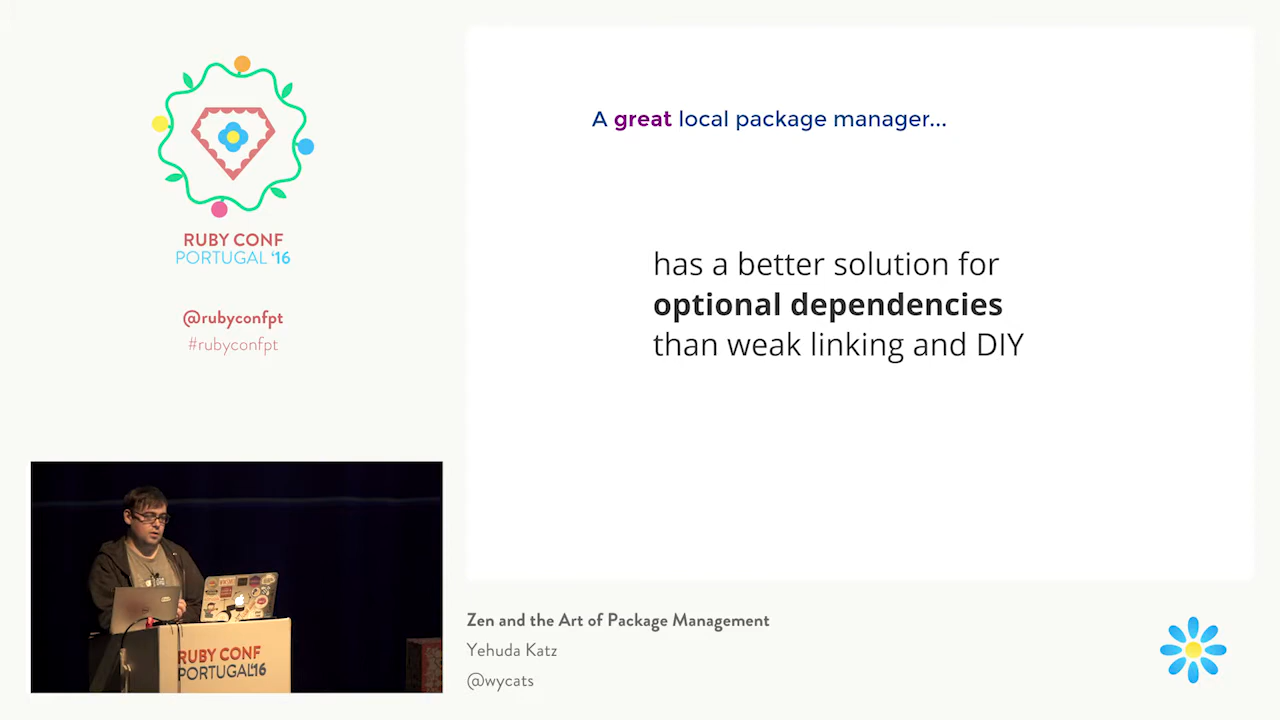 RUBY CONF
PORTUGAL '16
@rubyconfpt
#rubyconfpt
A great local package manager...
has a better solution for
optional dependencies
than weak linking and DIY
RUBY CONF
PORTUGAL'16
Zen and the Art of Package Management
Yehuda Katz
@wycats